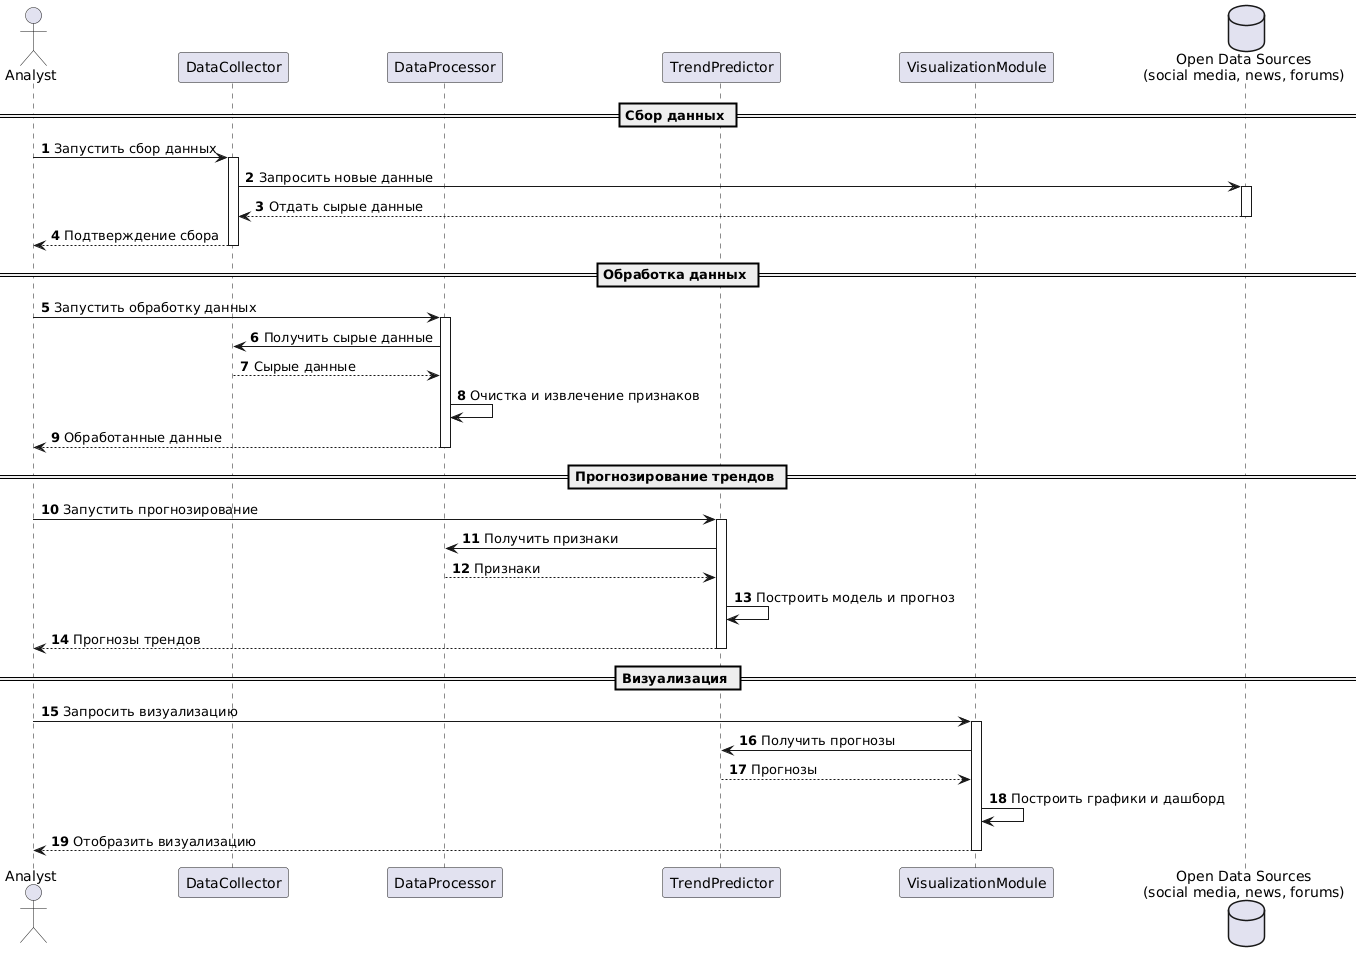 Analyst
DataCollector
DataProcessor
TrendPredictor
VisualizationModule
Open Data Sources
(social media, news, forums)
Сбор данных
1 Запустить сбор данных
2 Запросить новые данные
3 Отдать сырые данные
4 Подтверждение сбора
Обработка данных
5 Запустить обработку данных
6 Получить сырые данные
7 Сырые данные
8 Очистка и извлечение признаков
9 Обработанные данные
Прогнозирование трендов
10 Запустить прогнозирование
11 Получить признаки
12 Признаки
13 Построить модель и прогноз
14 Прогнозы трендов
Визуализация
15 Запросить визуализацию
16 Получить прогнозы
17 Прогнозы
18 Построить графики и дашборд
19 Отобразить визуализацию
Analyst
DataCollector
DataProcessor
TrendPredictor
VisualizationModule
Open Data Sources
(social media, news, forums)